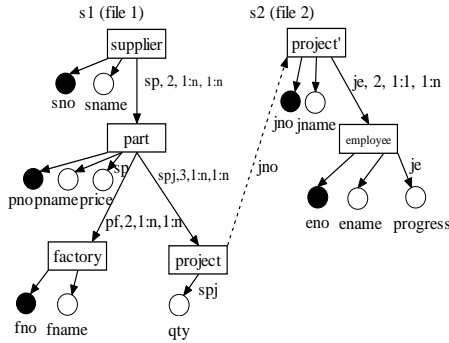 s1 (file 1)
s2 (file 2)
supplier
project'
sp, 2, 1:n, 1:n
je, 2, 1:1, 1:n
sno
sname
jno
jname
part
employee
sp
spj,3,1:n,1:n
jno
je
pno
pname
price
eno
ename
progress
pf,2,1:n,1:n
factory
project
spj
fno
fname
qty